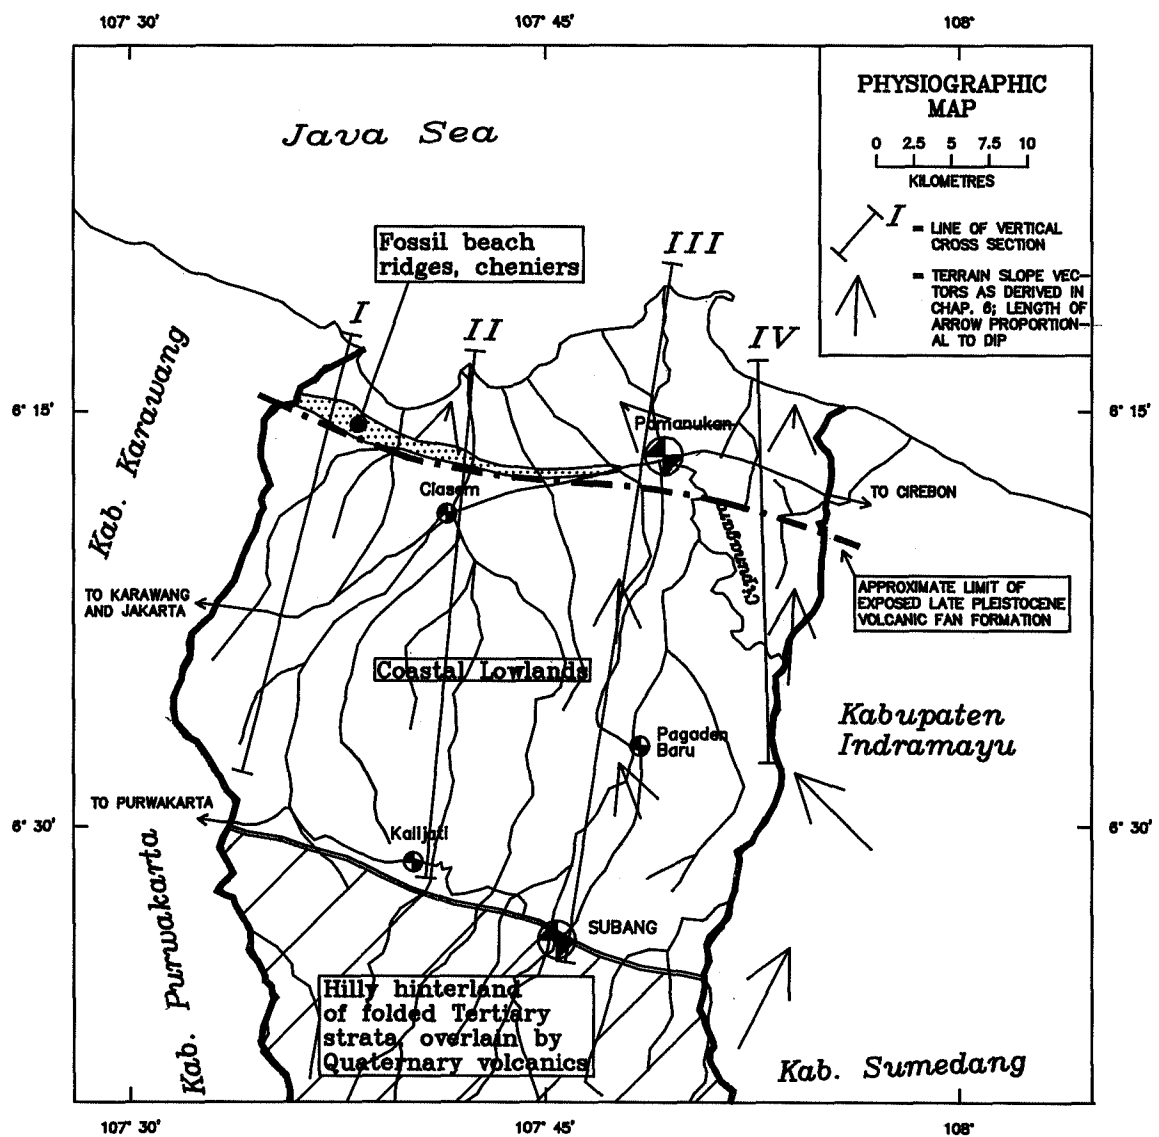 107° 30'
107° 45'
108°
PHYSIOGRAPHIC
MAP
0 2.5 5 7.5 10
KILOMETRES
I
= LINE OF VERTICAL
CROSS SECTION
= TERRAIN SLOPE VEC-
TORS AS DERIVED IN
CHAP. 6; LENGTH OF
ARROW PROPORTION-
AL TO DIP
Java Sea
Fossil beach
ridges, cheniers
I
II
III
IV
6° 15'
6° 15'
Kab. Karawang
Pamanukan
Ciasem
TO CIREBON
Cipunagara
APPROXIMATE LIMIT OF
EXPOSED LATE PLEISTOCENE
VOLCANIC FAN FORMATION
TO KARAWANG
AND JAKARTA
Coastal Lowlands
Kabupaten
Indramayu
Pagaden
Baru
TO PURWAKARTA
6° 30'
6° 30'
Kalijati
Kab. Purwakarta
SUBANG
Hilly hinterland
of folded Tertiary
strata, overlain by
Quaternary volcanics
Kab. Sumedang
107° 30'
107° 45'
108°